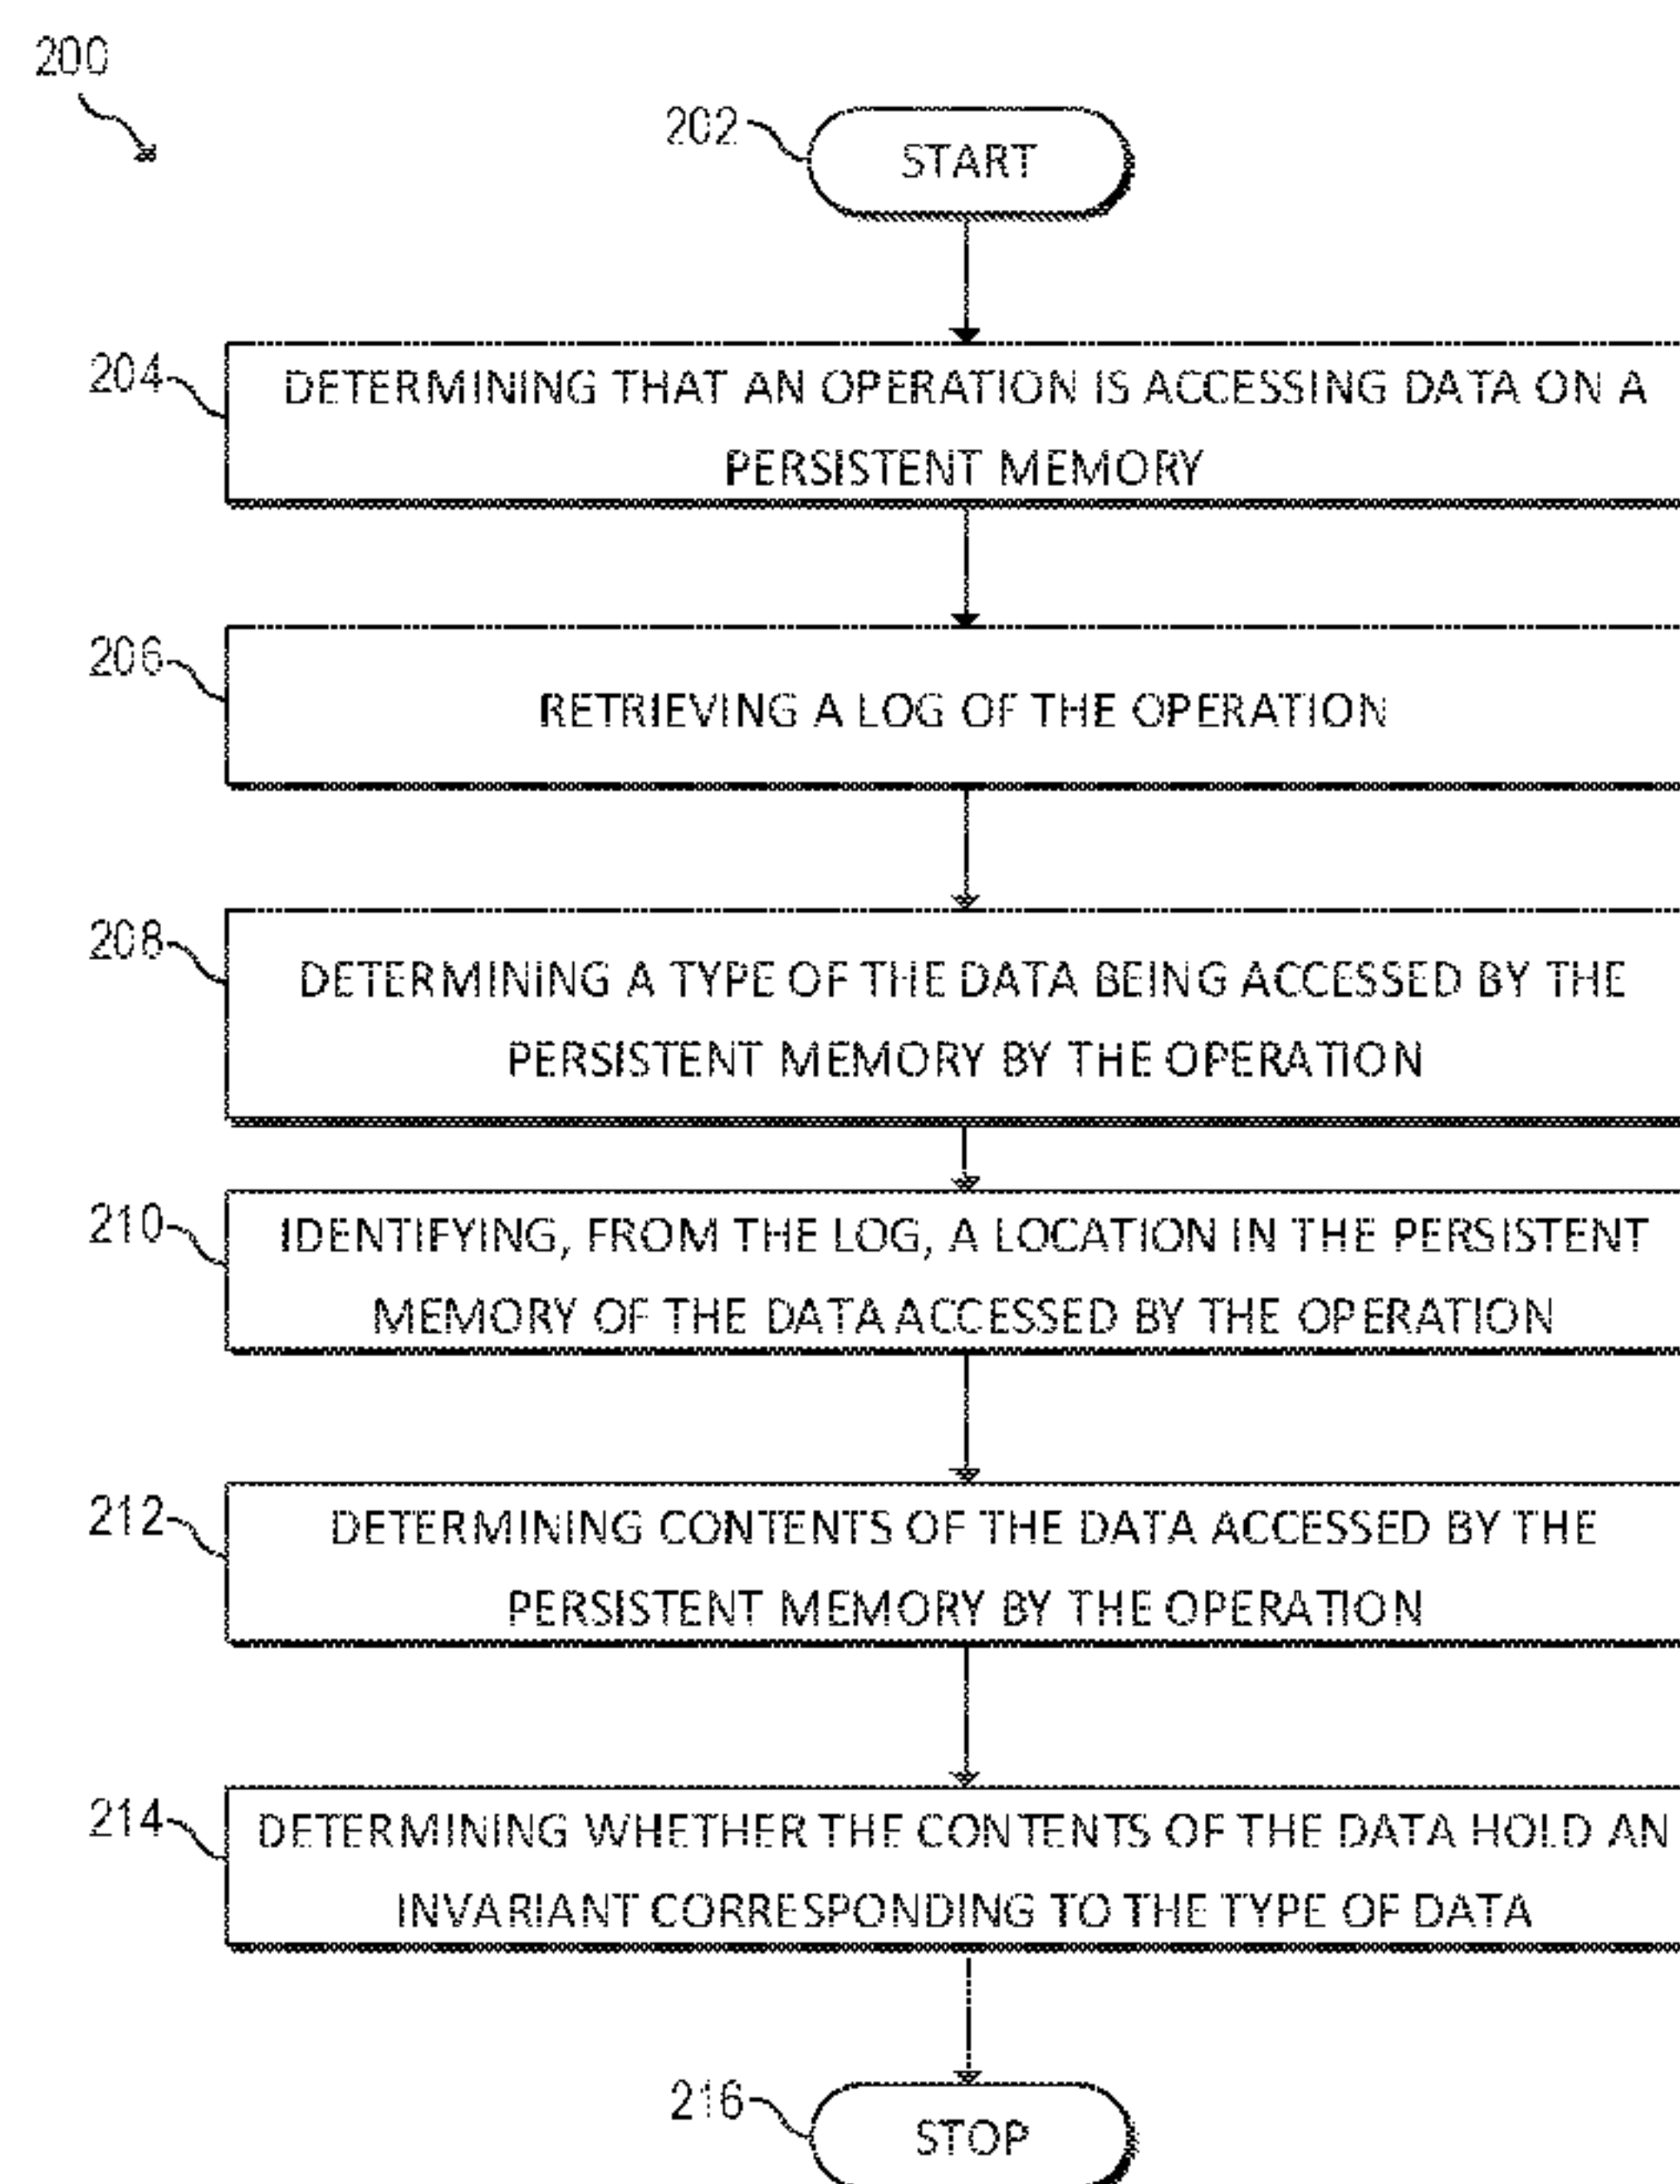 200
202
START
204
DETERMINING THAT AN OPERATION IS ACCESSING DATA ON A
PERSISTENT MEMORY
206
RETRIEVING A LOG OF THE OPERATION
208
DETERMINING A TYPE OF THE DATA BEING ACCESSED BY THE
PERSISTENT MEMORY BY THE OPERATION
210
IDENTIFYING, FROM THE LOG, A LOCATION IN THE PERSISTENT
MEMORY OF THE DATA ACCESSED BY THE OPERATION
212
DETERMINING CONTENTS OF THE DATA ACCESSED BY THE
PERSISTENT MEMORY BY THE OPERATION
214
DETERMINING WHETHER THE CONTENTS OF THE DATA HOLD AN
INVARIANT CORRESPONDING TO THE TYPE OF DATA
216
STOP